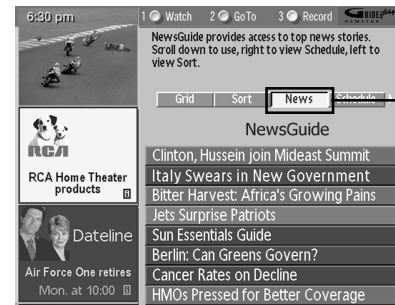 6:30 pm
1 Watch 2 GoTo 3 Record GUIDE plus+
GEMSTAR
NewsGuide provides access to top news stories.
Scroll down to use, right to view Schedule, left to
view Sort.
Grid Sort News Schedule
NewsGuide
Clinton, Hussein join Mideast Summit
Italy Swears in New Government
Bitter Harvest: Africa's Growing Pains
Jets Surprise Patriots
Sun Essentials Guide
Berlin: Can Greens Govern?
Cancer Rates on Decline
HMOs Pressed for Better Coverage
RCA
RCA Home Theater
products
Dateline
Air Force One retires
Mon. at 10:00